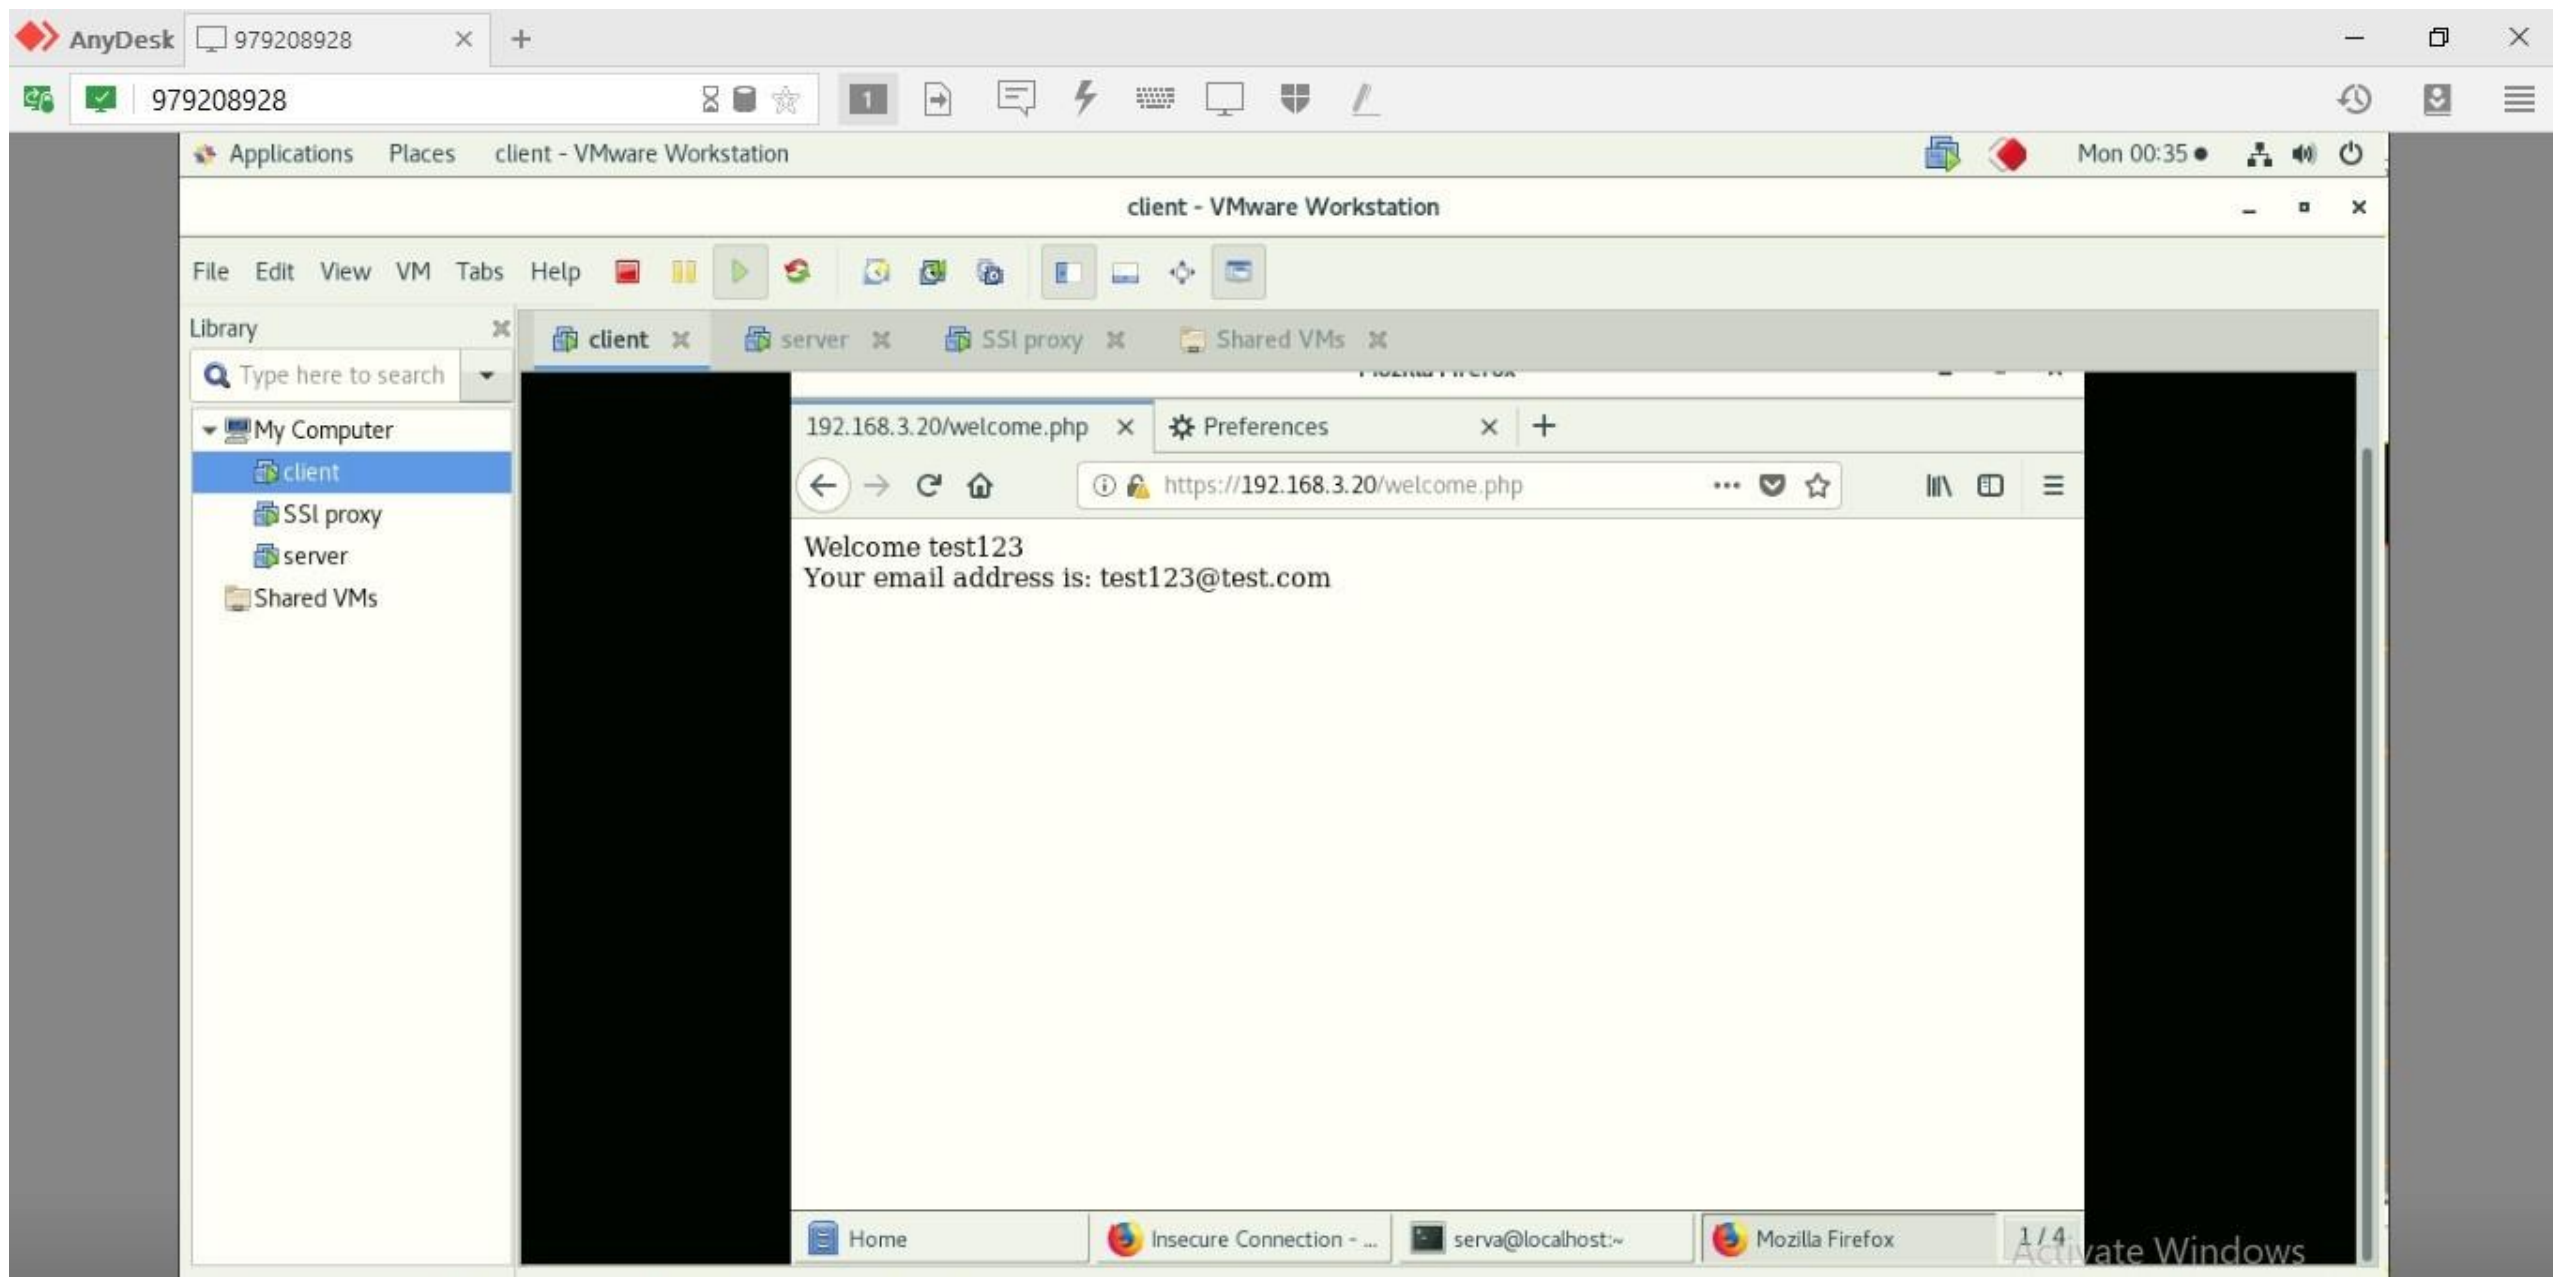 AnyDesk 979208928
979208928 1
Applications Places client - VMware Workstation Mon 00:35
client - VMware Workstation
File Edit View VM Tabs Help
Library
client server SSl proxy Shared VMs
Type here to search
Mozilla Firefox
My Computer
client
SSl proxy
server
Shared VMs
192.168.3.20/welcome.php Preferences
https://192.168.3.20/welcome.php
Welcome test123
Your email address is: test123@test.com
Home Insecure Connection - ... serva@localhost:~ Mozilla Firefox 1 / 4
Activate Windows